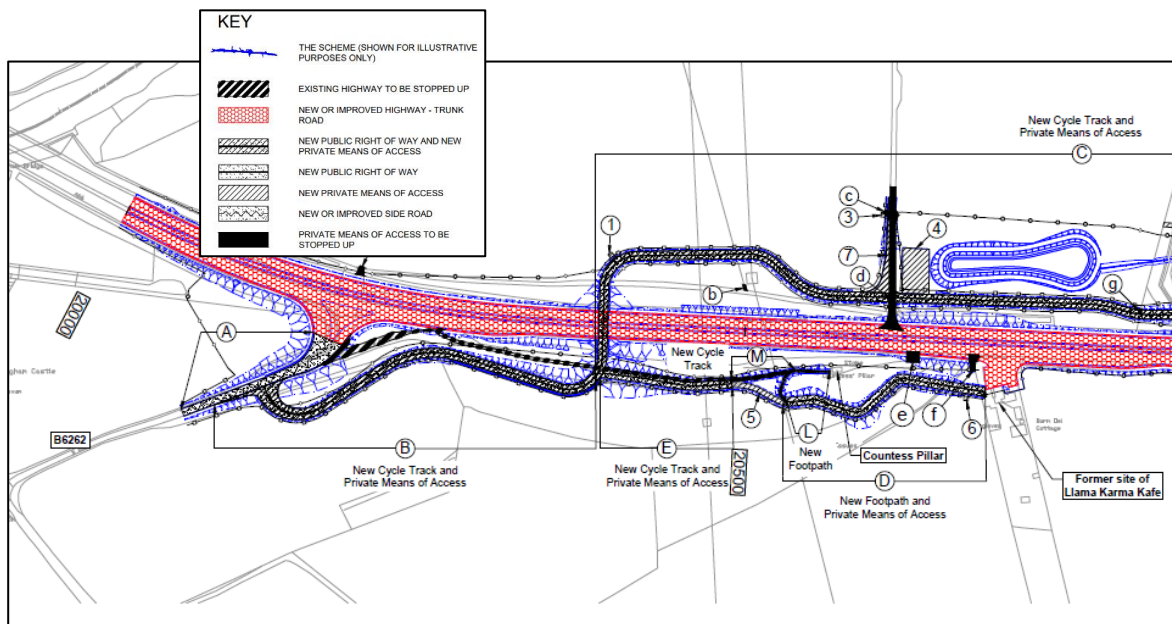 KEY
THE SCHEME (SHOWN FOR ILLUSTRATIVE
PURPOSES ONLY)
EXISTING HIGHWAY TO BE STOPPED UP
NEW OR IMPROVED HIGHWAY - TRUNK
ROAD
NEW PUBLIC RIGHT OF WAY AND NEW
PRIVATE MEANS OF ACCESS
NEW PUBLIC RIGHT OF WAY
NEW PRIVATE MEANS OF ACCESS
NEW OR IMPROVED SIDE ROAD
PRIVATE MEANS OF ACCESS TO BE
STOPPED UP
New Cycle Track and
Private Means of Access
C
c
3
1
4
7
d
b
g
20000
A
New Cycle
Track
M
5
e
f
6
L
New
Footpath
Countess Pillar
Cottage
B6262
B
E
20500
D
New Cycle Track and
Private Means of Access
New Cycle Track and
Private Means of Access
New Footpath and
Private Means of Access
Former site of
Llama Karma Kafe